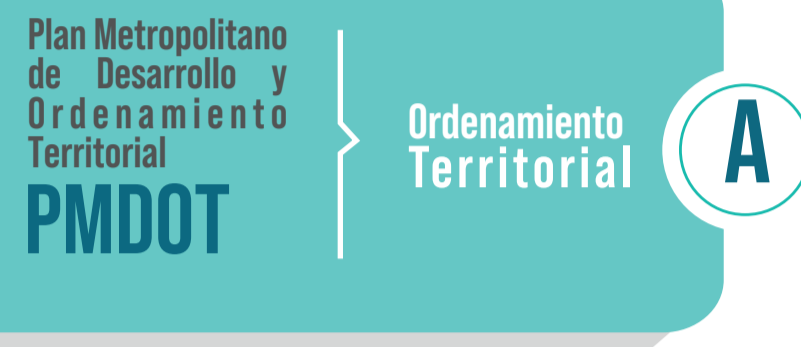 Plan Metropolitano
de Desarrollo y
Ordenamiento
Territorial
PMDOT
Ordenamiento
Territorial
A